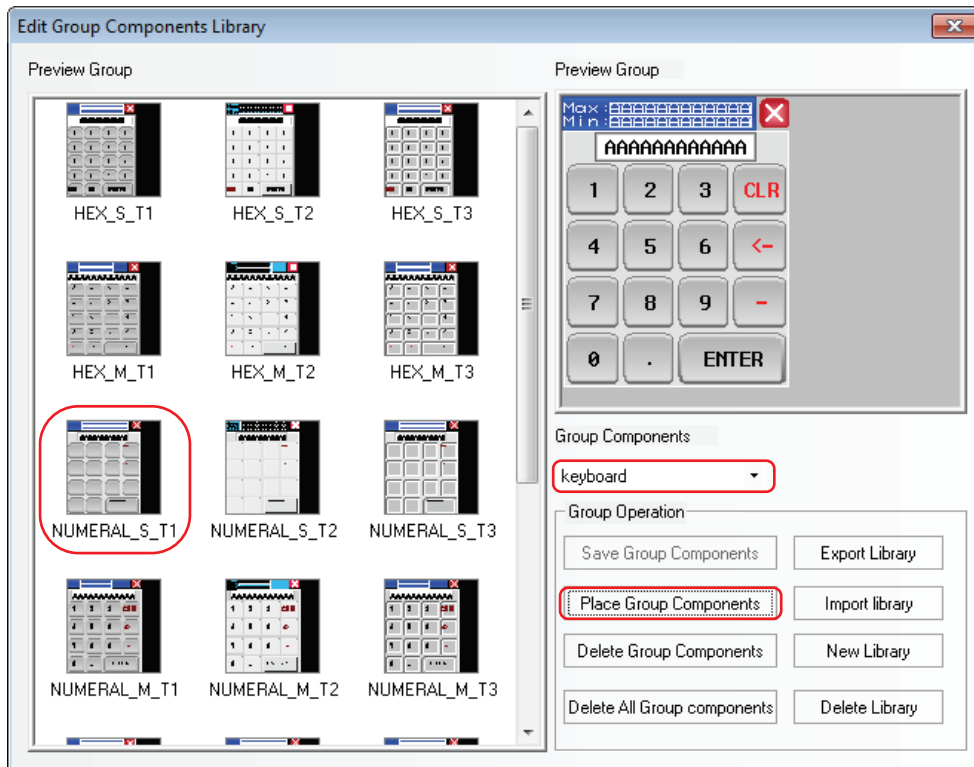 Edit Group Components Library
Preview Group
HEX_S_T1
HEX_S_T2
HEX_S_T3
HEX_M_T1
HEX_M_T2
HEX_M_T3
NUMERAL_S_T1
NUMERAL_S_T2
NUMERAL_S_T3
NUMERAL_M_T1
NUMERAL_M_T2
NUMERAL_M_T3
Preview Group
Max:AAAAAAAAAAAA
Min:AAAAAAAAAAAA
AAAAAAAAAAAA
1 2 3 CLR
4 5 6 <-
7 8 9 -
0 . ENTER
Group Components
keyboard
Group Operation
Save Group Components Export Library
Place Group Components Import library
Delete Group Components New Library
Delete All Group components Delete Library